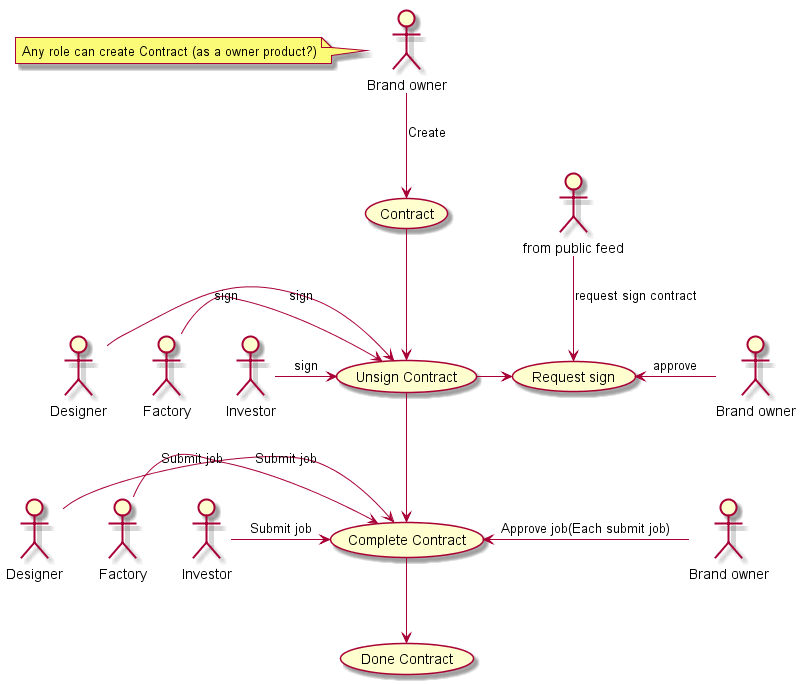 Any role can create Contract (as a owner product?)
Brand owner
Create
Contract
from public feed
request sign contract
sign
sign
Designer
Factory
Investor
sign
Unsign Contract
Request sign
approve
Brand owner
Submit job
Submit job
Designer
Factory
Investor
Submit job
Complete Contract
Approve job(Each submit job)
Brand owner
Done Contract